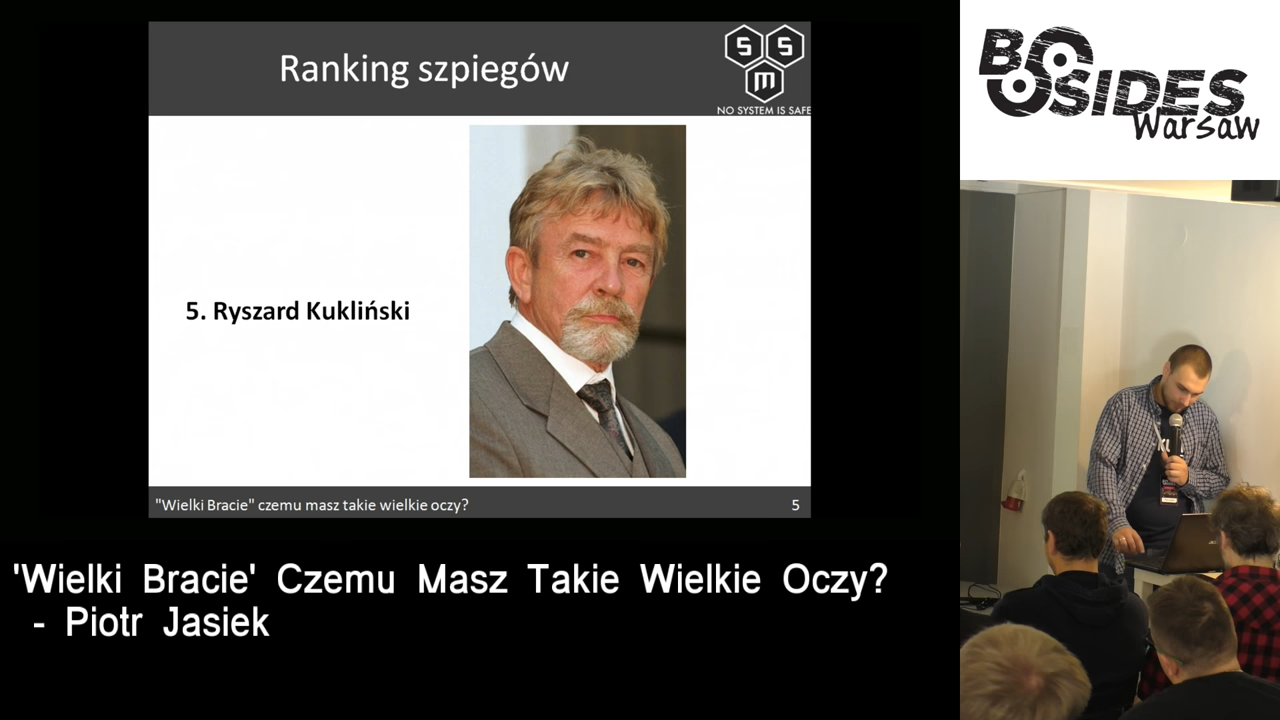 Ranking szpiegów
S S
m
NO SYSTEM IS SAFE
5. Ryszard Kukliński
"Wielki Bracie" czemu masz takie wielkie oczy?
5
BSIDES
Warsaw
'Wielki Bracie' Czemu Masz Takie Wielkie Oczy?
- Piotr Jasiek